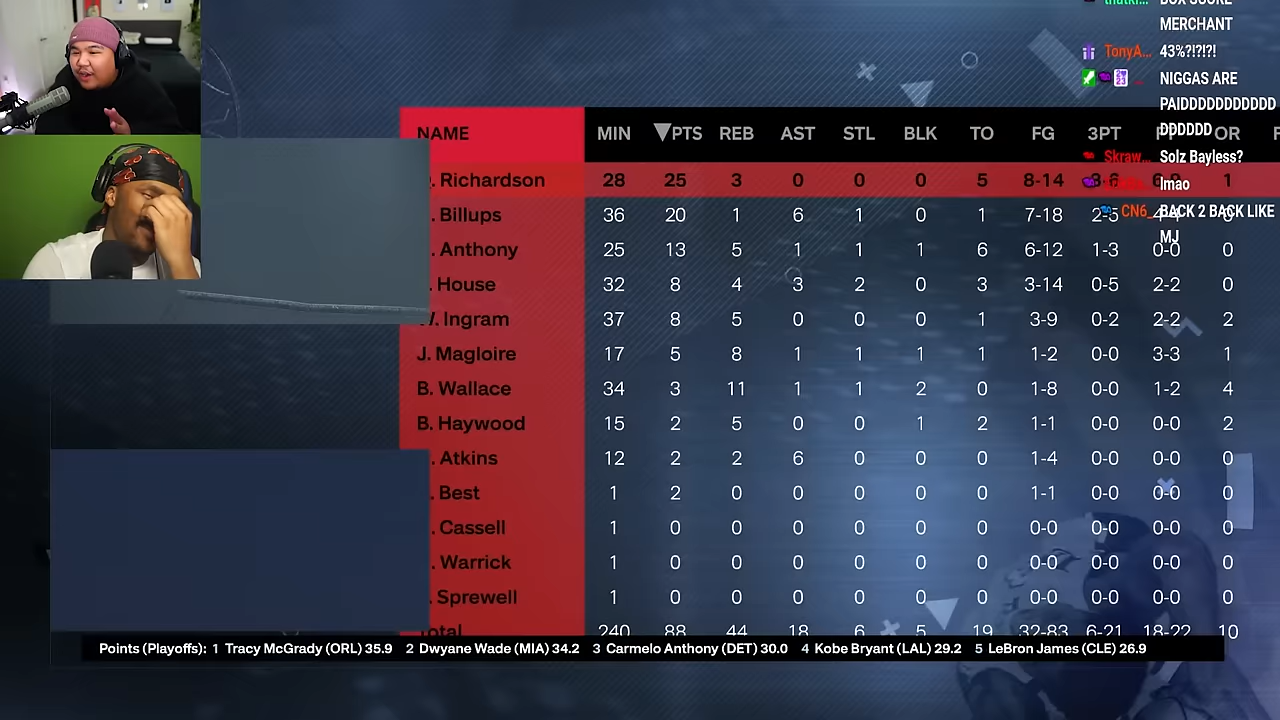 BOX SCORE
MERCHANT
TonyA... 43%?!?!?!
NIGGAS ARE
PAIDDDDDDDDDDD
DDDDDD
Skraw... Solz Bayless?
lmao
CN6_ BACK 2 BACK LIKE
MJ
NAME MIN PTS REB AST STL BLK TO FG 3PT OR
. Richardson 28 25 3 0 0 0 5 8-14 1
. Billups 36 20 1 6 1 0 1 7-18 2-5
. Anthony 25 13 5 1 1 1 6 6-12 1-3 0-0 0
. House 32 8 4 3 2 0 3 3-14 0-5 2-2 0
W. Ingram 37 8 5 0 0 0 1 3-9 0-2 2-2 2
J. Magloire 17 5 8 1 1 1 1 1-2 0-0 3-3 1
B. Wallace 34 3 11 1 1 2 0 1-8 0-0 1-2 4
B. Haywood 15 2 5 0 0 1 2 1-1 0-0 0-0 2
. Atkins 12 2 2 6 0 0 0 1-4 0-0 0-0 0
. Best 1 2 0 0 0 0 0 1-1 0-0 0-0 0
. Cassell 1 0 0 0 0 0 0 0-0 0-0 0-0 0
. Warrick 1 0 0 0 0 0 0 0-0 0-0 0-0 0
. Sprewell 1 0 0 0 0 0 0 0-0 0-0 0-0 0
Total 240 88 44 18 6 5 19 32-83 6-21 18-22 10
Points (Playoffs): 1 Tracy McGrady (ORL) 35.9 2 Dwyane Wade (MIA) 34.2 3 Carmelo Anthony (DET) 30.0 4 Kobe Bryant (LAL) 29.2 5 LeBron James (CLE) 26.9